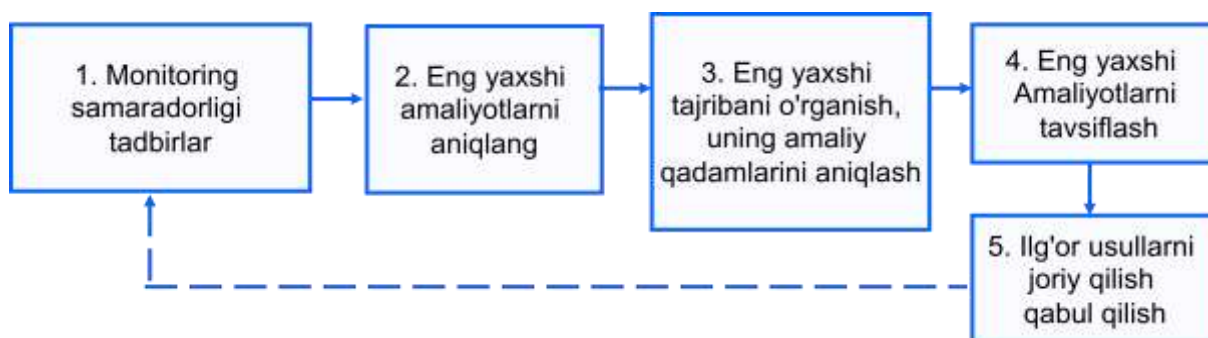 1. Monitoring
samaradorligi
tadbirlar
2. Eng yaxshi
amaliyotlarni
aniqlang
3. Eng yaxshi
tajribani o'rganish,
uning amaliy
qadamlarini aniqlash
4. Eng yaxshi
Amaliyotlarni
tavsiflash
5. Ilg'or usullarni
joriy qilish
qabul qilish